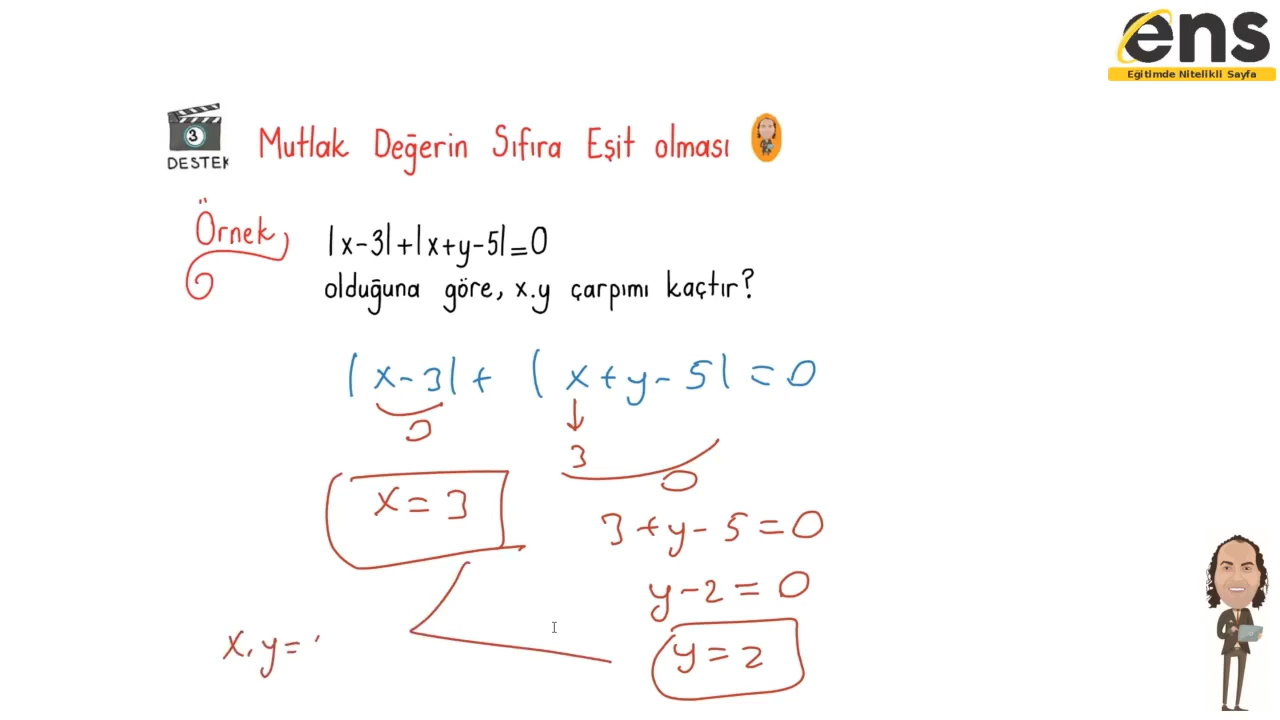 ens
Eğitimde Nitelikli Sayfa
3
DESTEK
Mutlak Değerin Sıfıra Eşit olması
Örnek,
|x-3|+|x+y-5|=0
olduğuna göre, x.y çarpımı kaçtır?
|x-3|+ |x+y-5|=0
0
3
0
x=3
3+y-5=0
y-2=0
y=2
x.y=